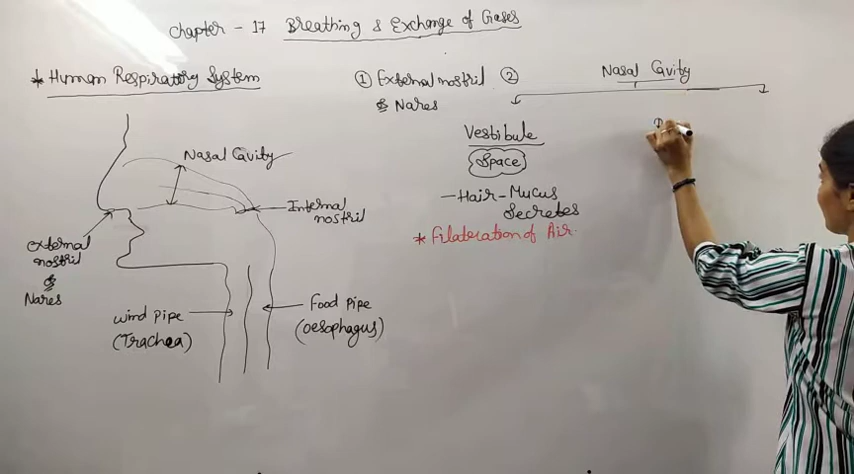 Chapter - 17 Breathing & Exchange of Gases
* Human Respiratory System
① External nostril
& Nares
② Nasal Cavity
Vestibule
Space
- Hair - Mucus
Secretes
* Filateration of Air.
Nasal Cavity
Internal
nostril
External
nostril
&
Nares
Wind Pipe
(Trachea)
Food Pipe
(oesophagus)